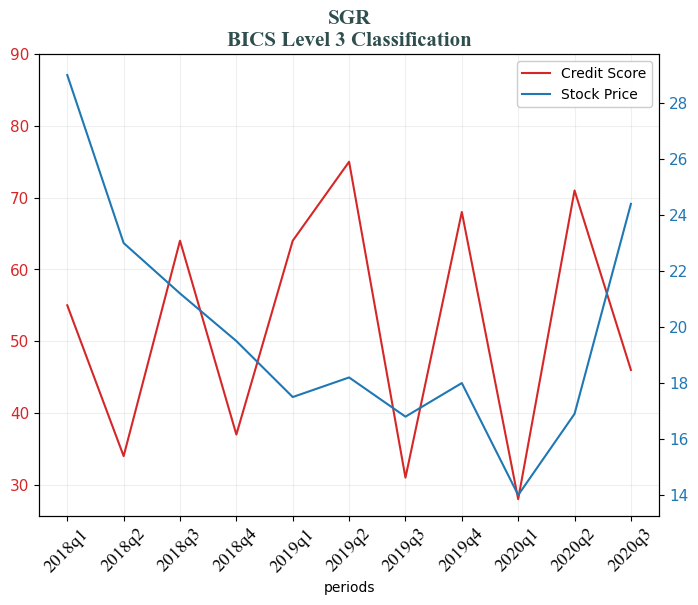 SGR
BICS Level 3 Classification
Credit Score
Stock Price
90
80
70
60
50
40
30
28
26
24
22
20
18
16
14
2018q1
2018q2
2018q3
2018q4
2019q1
2019q2
2019q3
2019q4
2020q1
2020q2
2020q3
periods